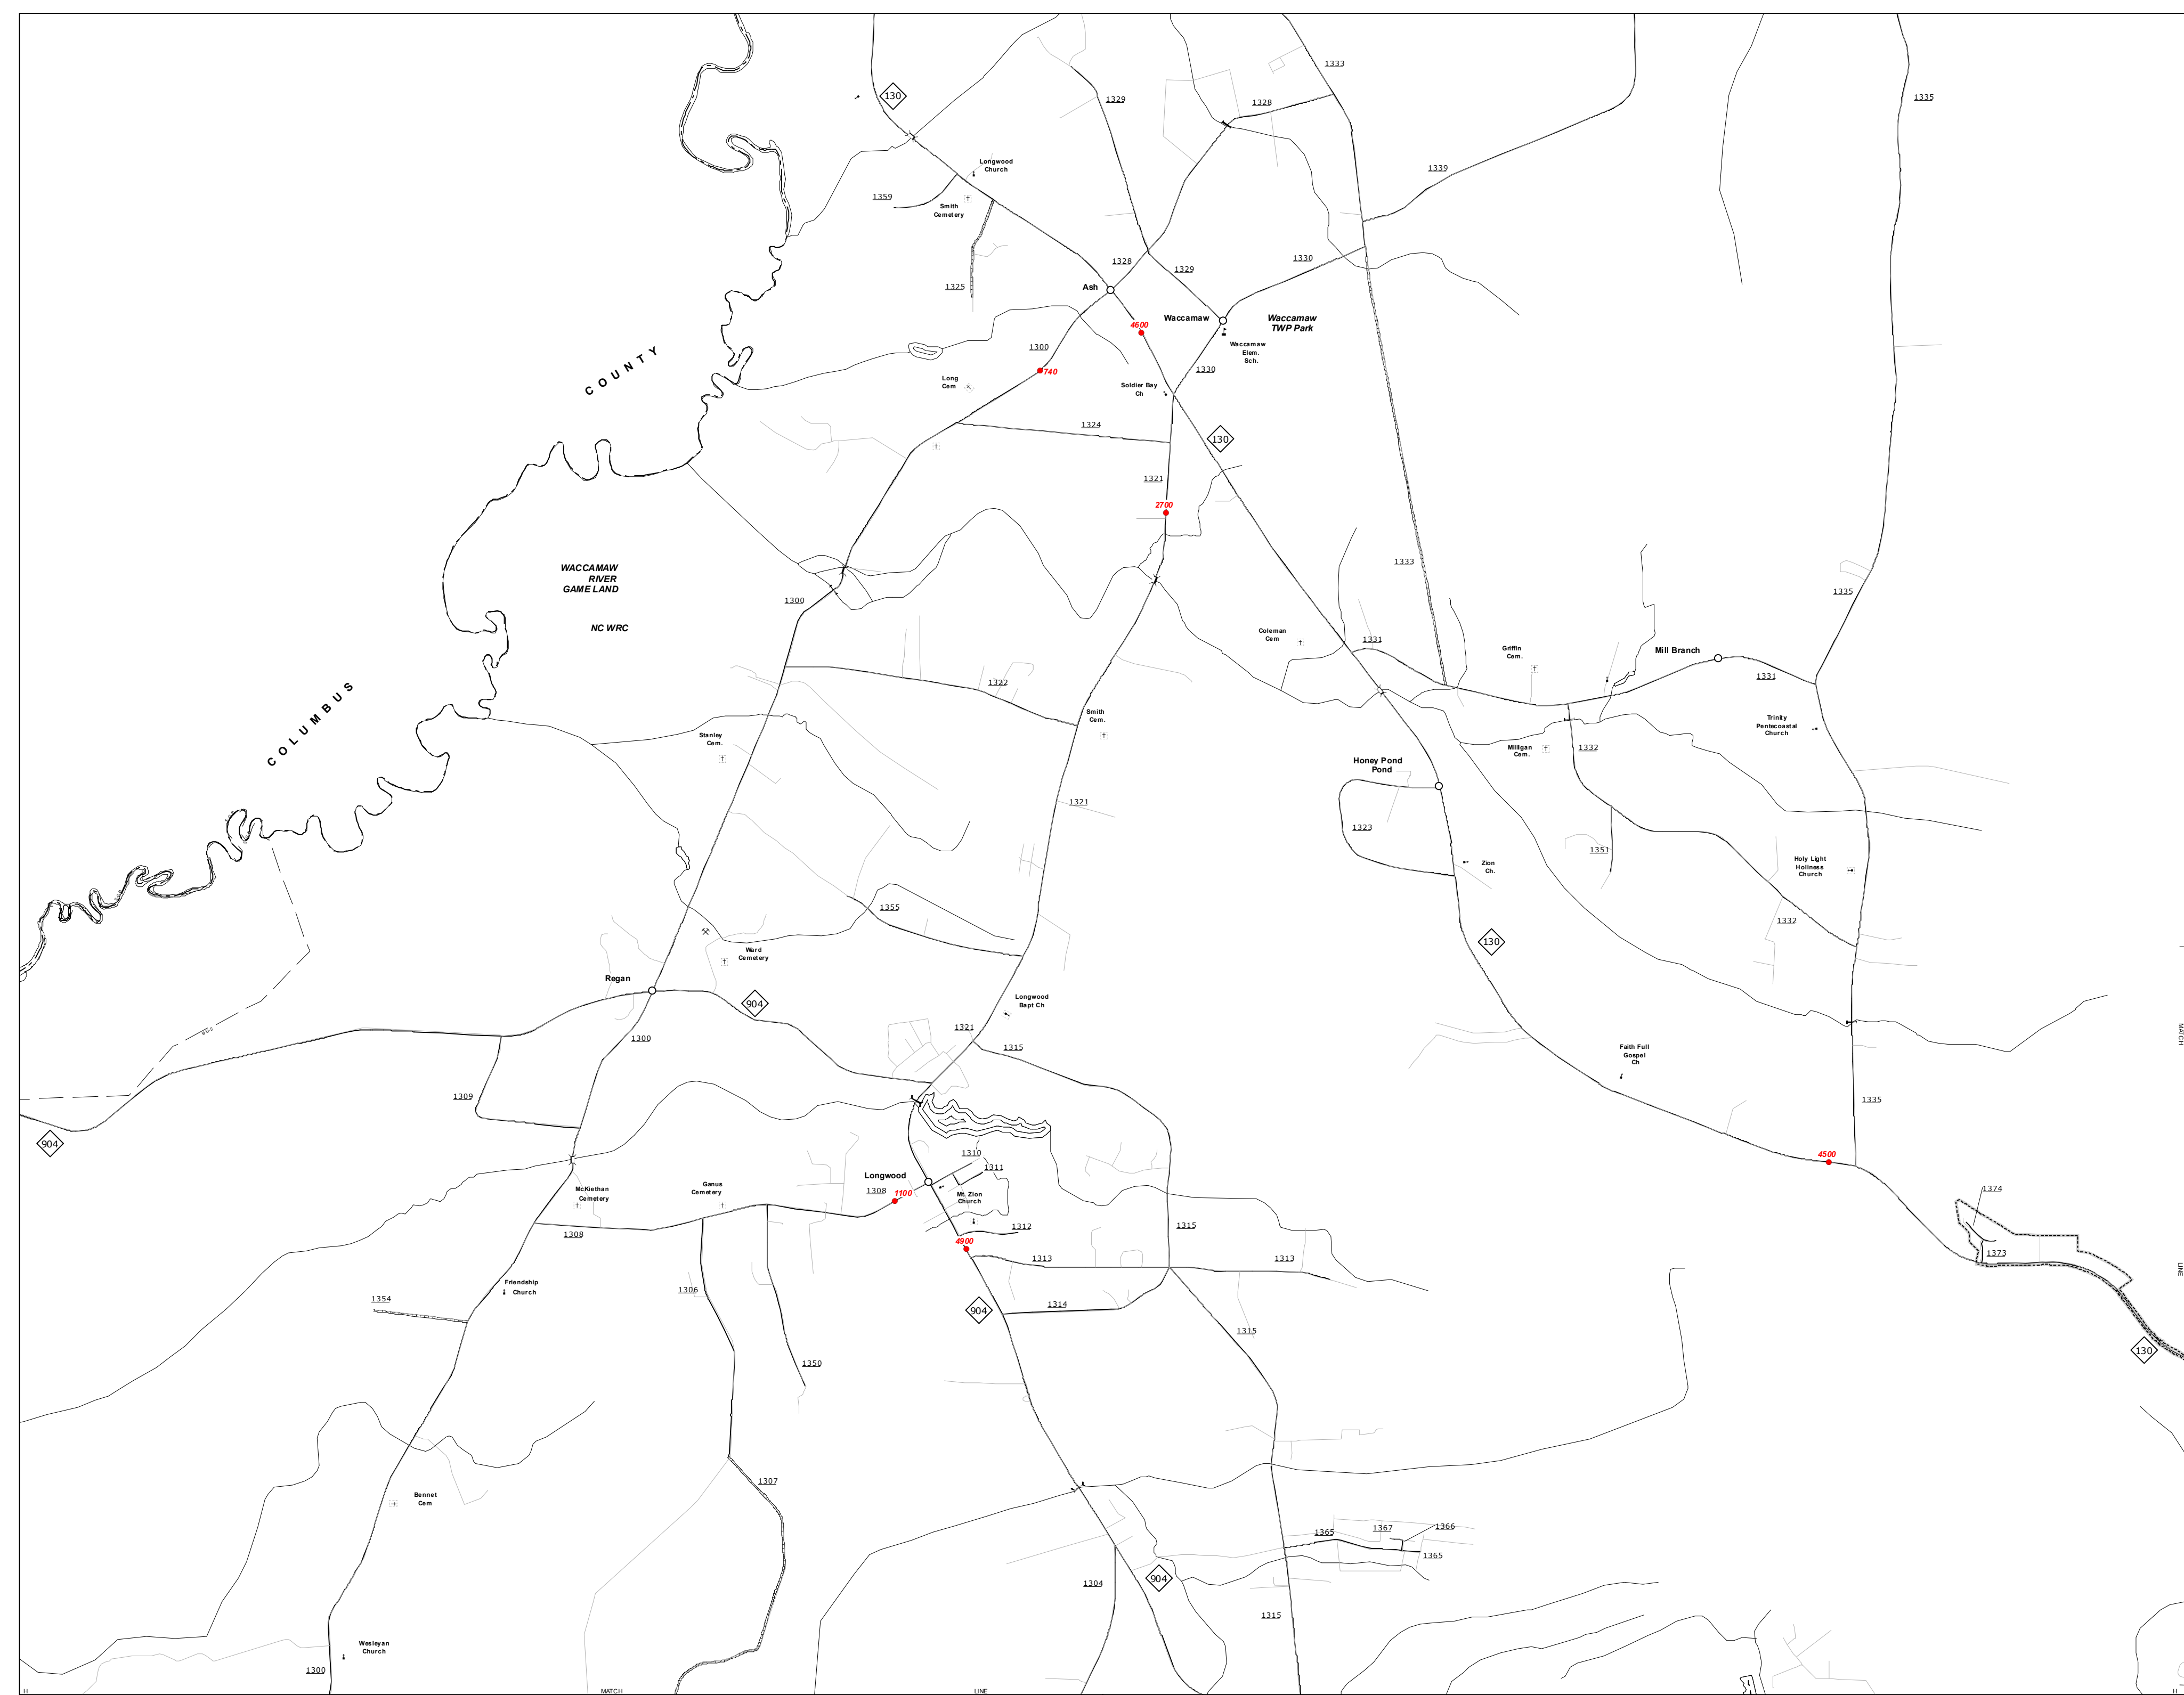 1333
1335
130
1329
1328
Longwood
Church
1339
1359
Smith
Cemetery
1330
1328
1329
1325
Ash
Waccamaw
Waccamaw
TWP Park
4600
Waccamaw
Elem.
Sch.
COUNTY
1300
740
1330
Long
Cem
Soldier Bay
Ch
1324
130
1321
2700
1333
WACCAMAW
RIVER
GAME LAND
NC WRC
1300
1335
Coleman
Cem
1331
Griffin
Cem.
Mill Branch
1331
1322
COLUMBUS
Smith
Cem.
Trinity
Pentecoastal
Church
Stanley
Cem.
Milligan
Cem.
1332
Honey Pond
Pond
1321
1323
1351
Zion
Ch.
Holy Light
Holiness
Church
1355
1332
130
Ward
Cemetery
Regan
904
Longwood
Bapt Ch
1321
1300
1315
MATCH
Faith Full
Gospel
Ch
1309
1335
904
1310
1311
4500
Longwood
1308
1100
Mt. Zion
Church
McKiethan
Cemetery
Ganus
Cemetery
1374
1312
1315
1308
4900
1313
1313
1373
LINE
Friendship
Church
1306
1354
1314
904
1315
1350
130
1307
Bennet
Cem
1365
1367
1366
1365
1304
904
1315
Wesleyan
Church
1300
H
MATCH
LINE
H